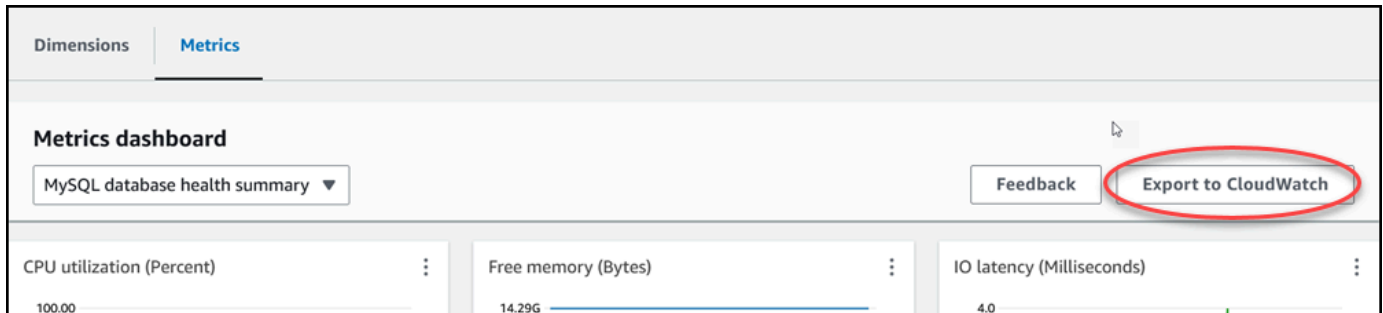 Dimensions Metrics
Metrics dashboard
MySQL database health summary Feedback Export to CloudWatch
CPU utilization (Percent) Free memory (Bytes) IO latency (Milliseconds)
100.00 14.29G 4.0